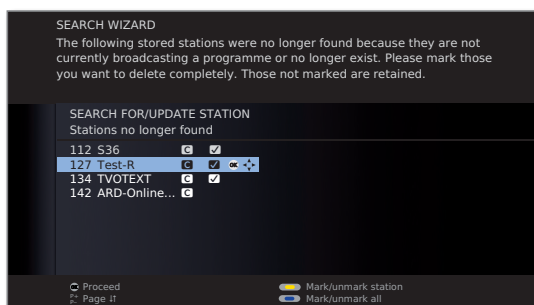 SEARCH WIZARD
The following stored stations were no longer found because they are not
currently broadcasting a programme or no longer exist. Please mark those
you want to delete completely. Those not marked are retained.
SEARCH FOR/UPDATE STATION
Stations no longer found
112 S36 C
127 Test-R C OK
134 TVOTEXT C
142 ARD-Online... C
Proceed
Mark/unmark station
P+ P- Page
Mark/unmark all